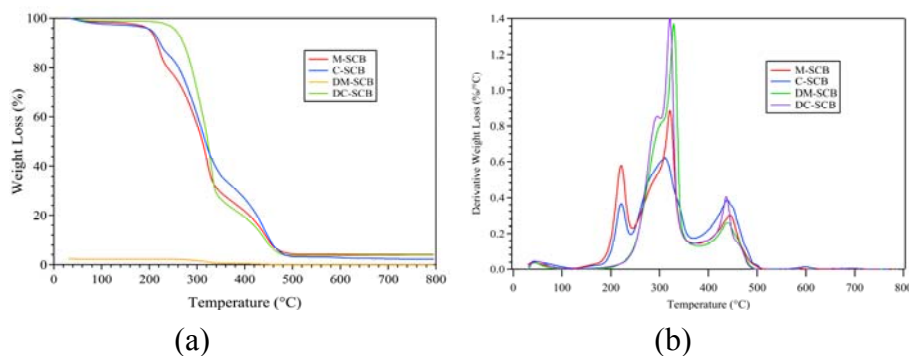 100
80
60
40
20
0
0
100
200
300
400
500
600
700
800
Weight Loss (%)
Temperature (°C)
M-SCB
C-SCB
DM-SCB
DC-SCB
(a)
1.4
1.2
1.0
0.8
0.6
0.4
0.2
0.0
0
100
200
300
400
500
600
700
800
Derivative Weight Loss (%/°C)
Temperature (°C)
M-SCB
C-SCB
DM-SCB
DC-SCB
(b)